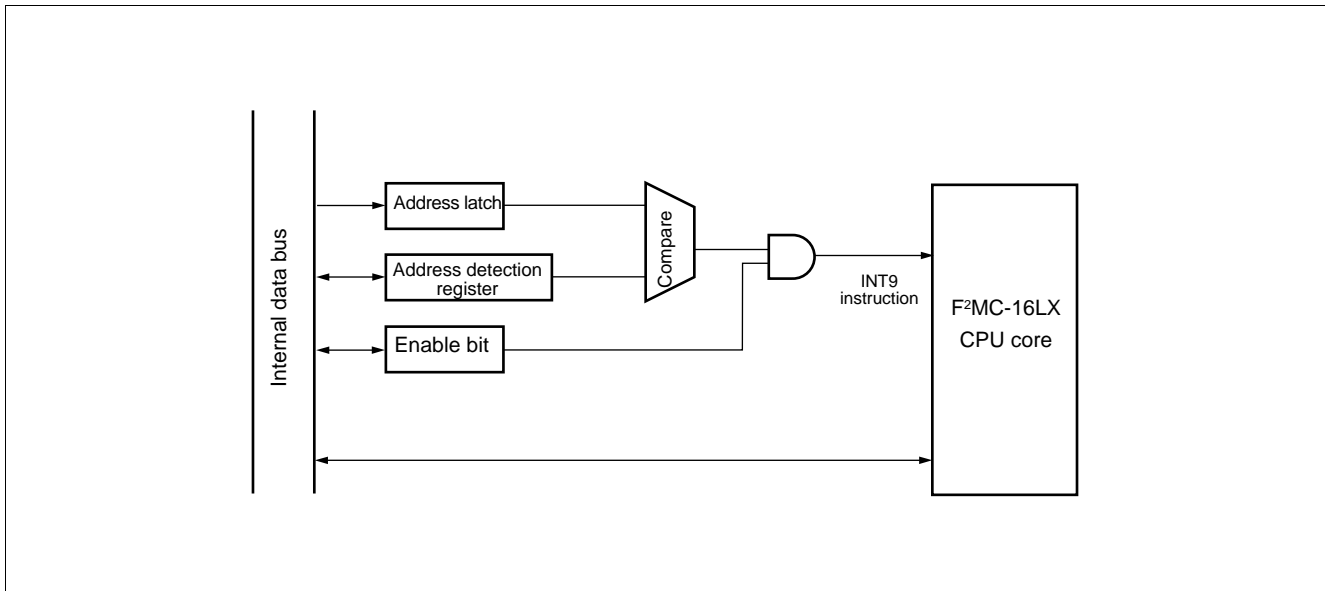 Internal data bus
Address latch
Address detection
register
Enable bit
Compare
INT9
instruction
F²MC-16LX
CPU core